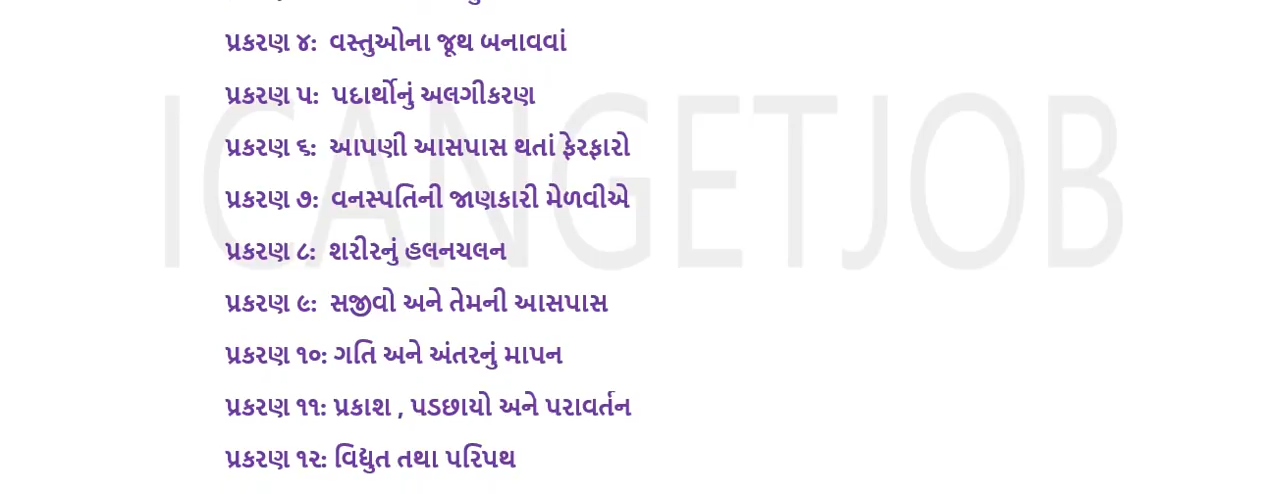 પ્રકરણ ૪: વસ્તુઓના જૂથ બનાવવાં
પ્રકરણ ૫: પદાર્થોનું અલગીકરણ
પ્રકરણ ૬: આપણી આસપાસ થતાં ફેરફારો
પ્રકરણ ૭: વનસ્પતિની જાણકારી મેળવીએ
પ્રકરણ ૮: શરીરનું હલનચલન
પ્રકરણ ૯: સજીવો અને તેમની આસપાસ
પ્રકરણ ૧૦: ગતિ અને અંતરનું માપન
પ્રકરણ ૧૧: પ્રકાશ , પડછાયો અને પરાવર્તન
પ્રકરણ ૧૨: વિદ્યુત તથા પરિપથ
ICANGETJOB